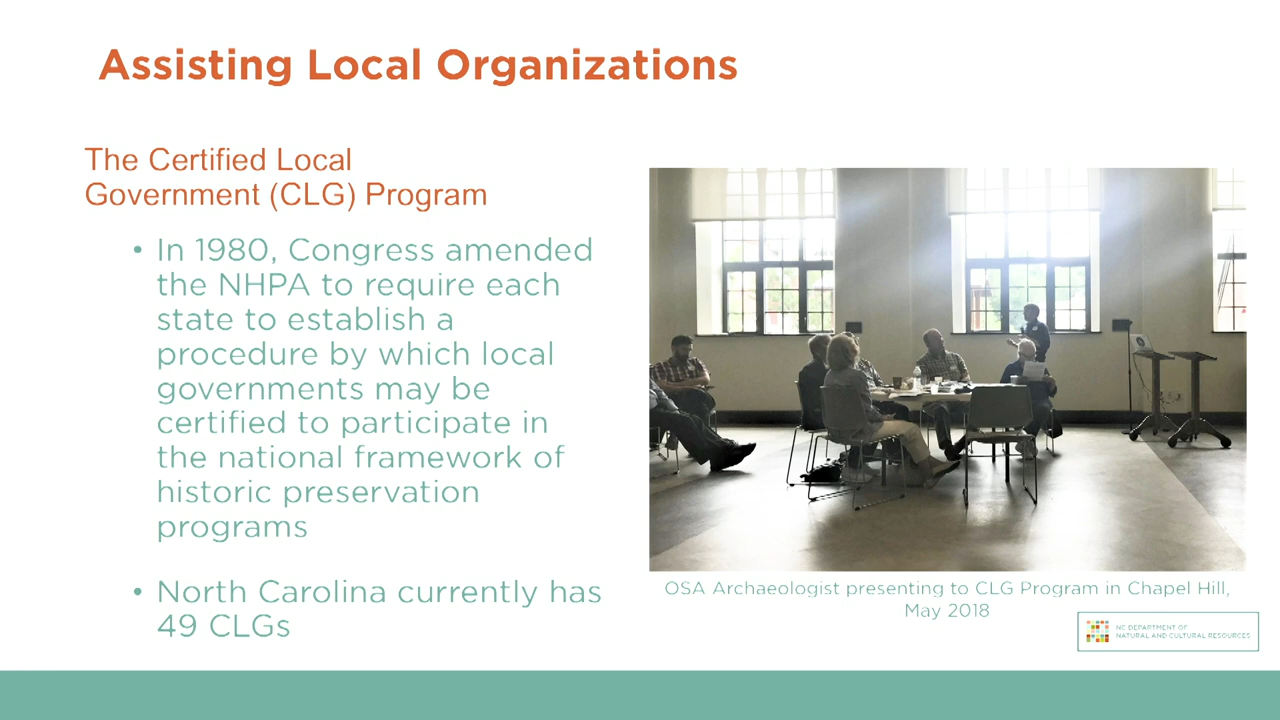 Assisting Local Organizations
The Certified Local
Government (CLG) Program
• In 1980, Congress amended
the NHPA to require each
state to establish a
procedure by which local
governments may be
certified to participate in
the national framework of
historic preservation
programs
• North Carolina currently has
49 CLGs
OSA Archaeologist presenting to CLG Program in Chapel Hill,
May 2018
NC DEPARTMENT OF
NATURAL AND CULTURAL RESOURCES